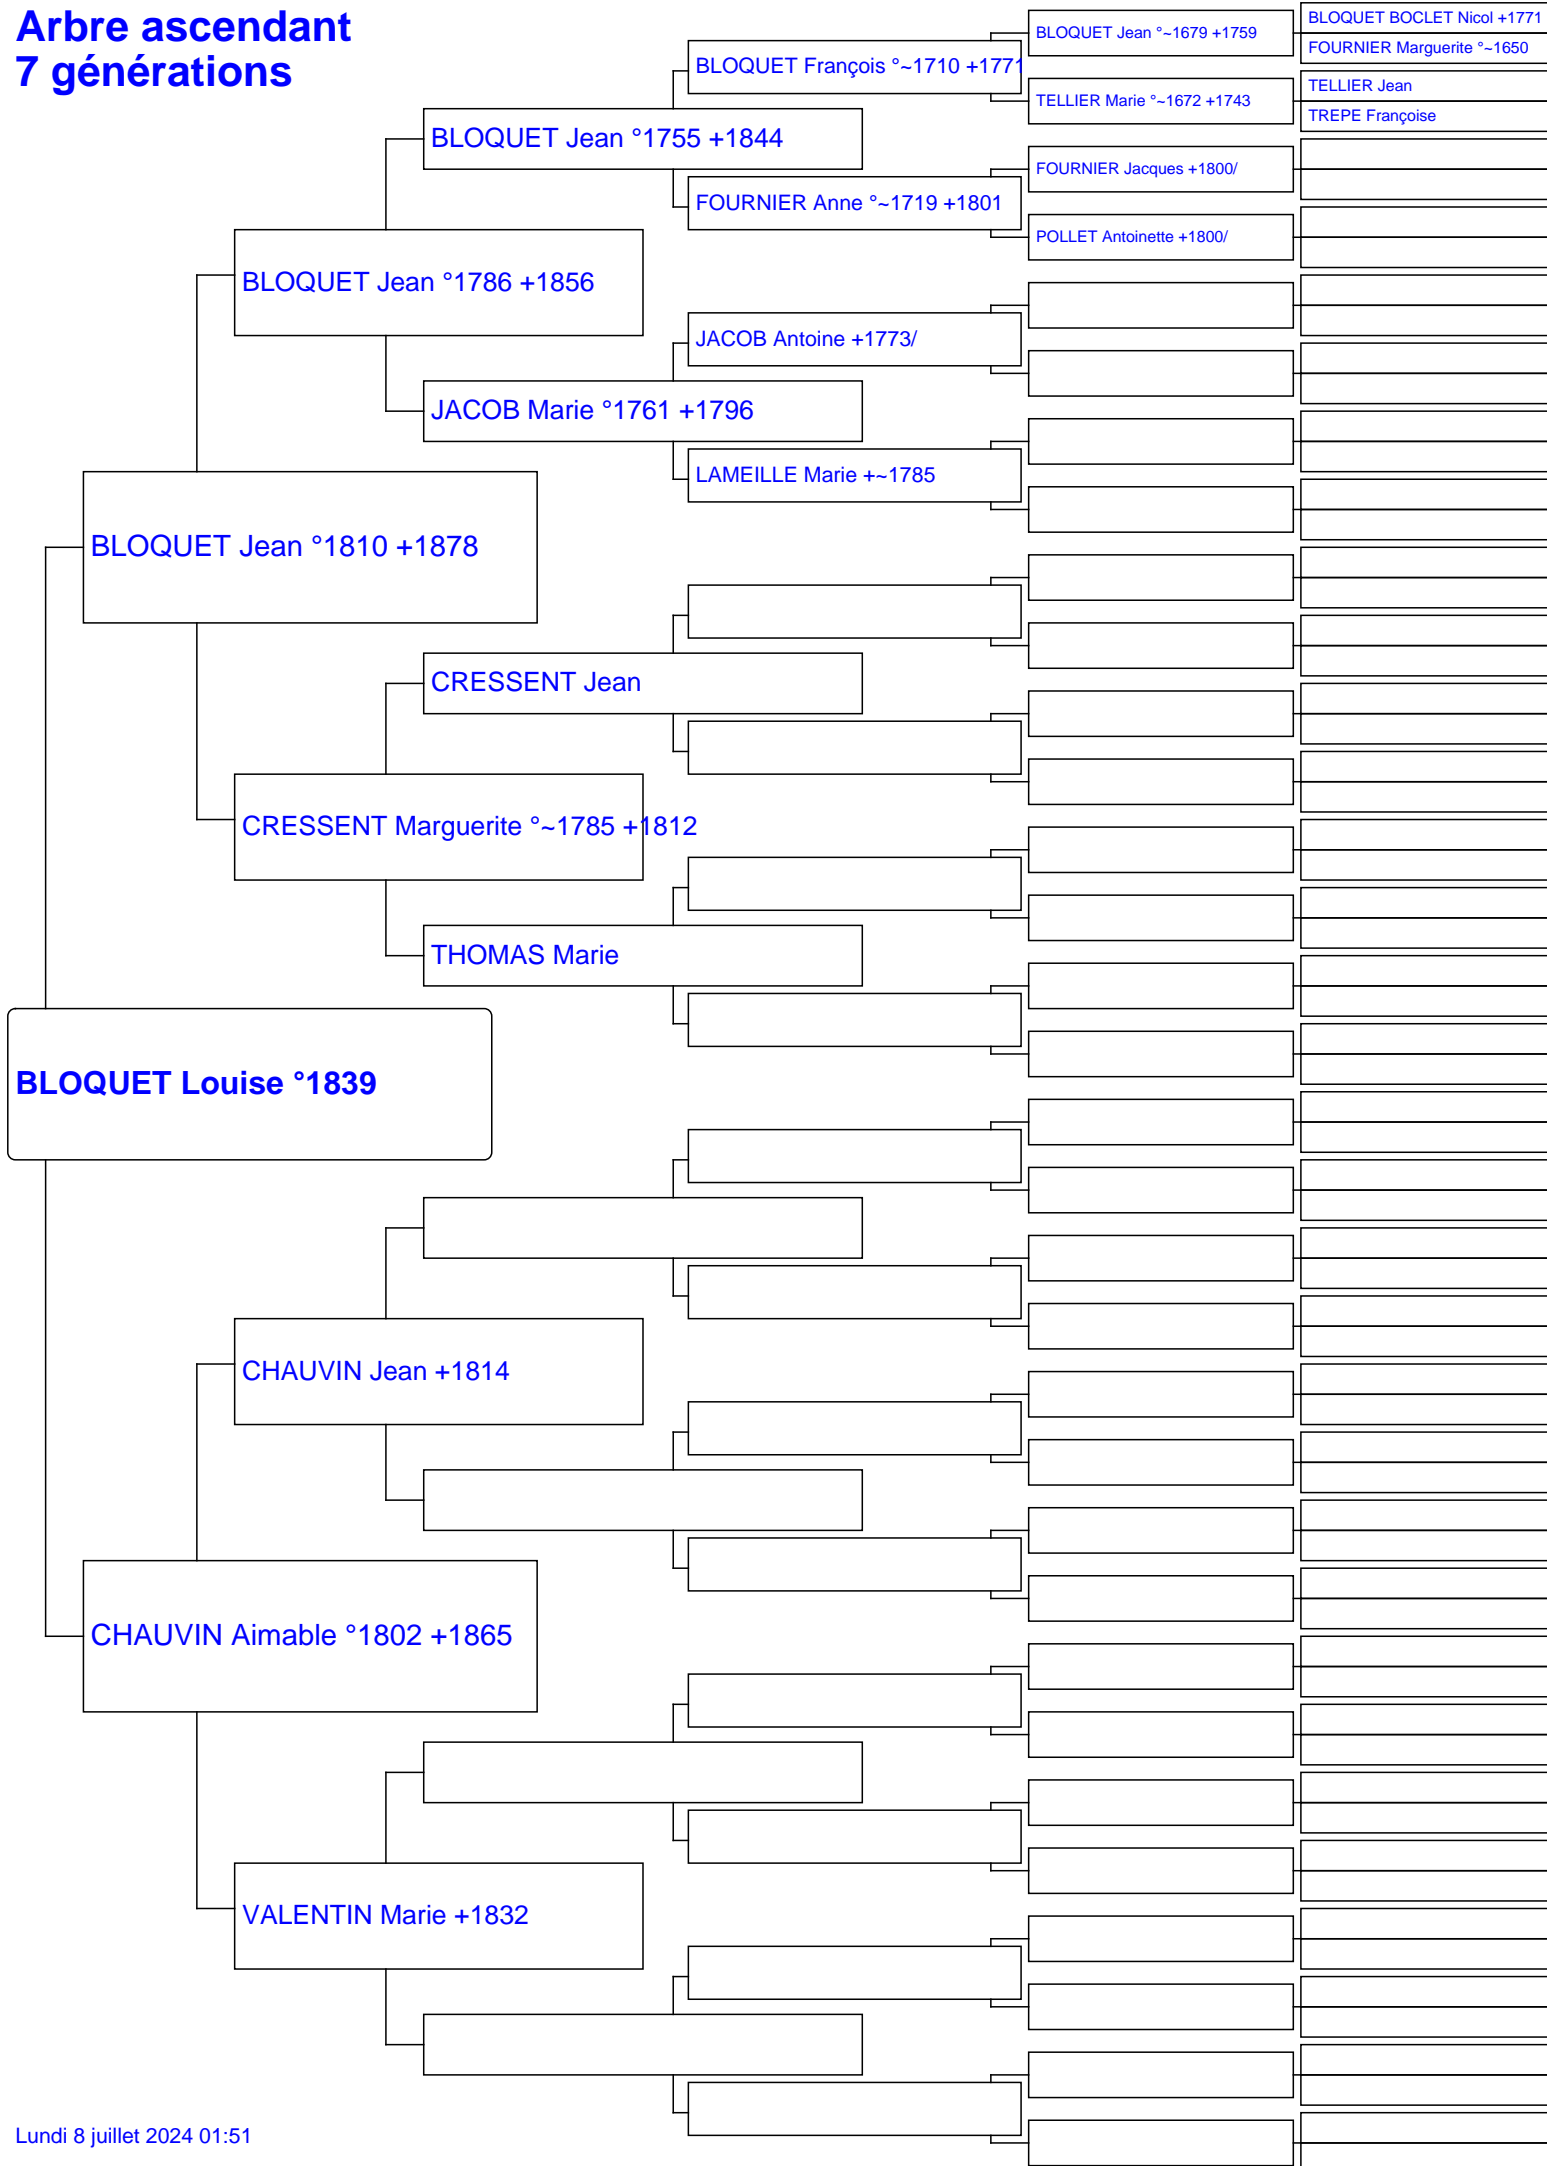 Arbre ascendant
7 générations
BLOQUET BOCLET Nicol +1771
BLOQUET Jean °~1679 +1759
FOURNIER Marguerite °~1650
BLOQUET François °~1710 +1771
TELLIER Jean
TELLIER Marie °~1672 +1743
TREPE Françoise
BLOQUET Jean °1755 +1844
FOURNIER Jacques +1800/
FOURNIER Anne °~1719 +1801
POLLET Antoinette +1800/
BLOQUET Jean °1786 +1856
JACOB Antoine +1773/
JACOB Marie °1761 +1796
LAMEILLE Marie +~1785
BLOQUET Jean °1810 +1878
CRESSENT Jean
CRESSENT Marguerite °~1785 +1812
THOMAS Marie
BLOQUET Louise °1839
CHAUVIN Jean +1814
CHAUVIN Aimable °1802 +1865
VALENTIN Marie +1832
Lundi 8 juillet 2024 01:51